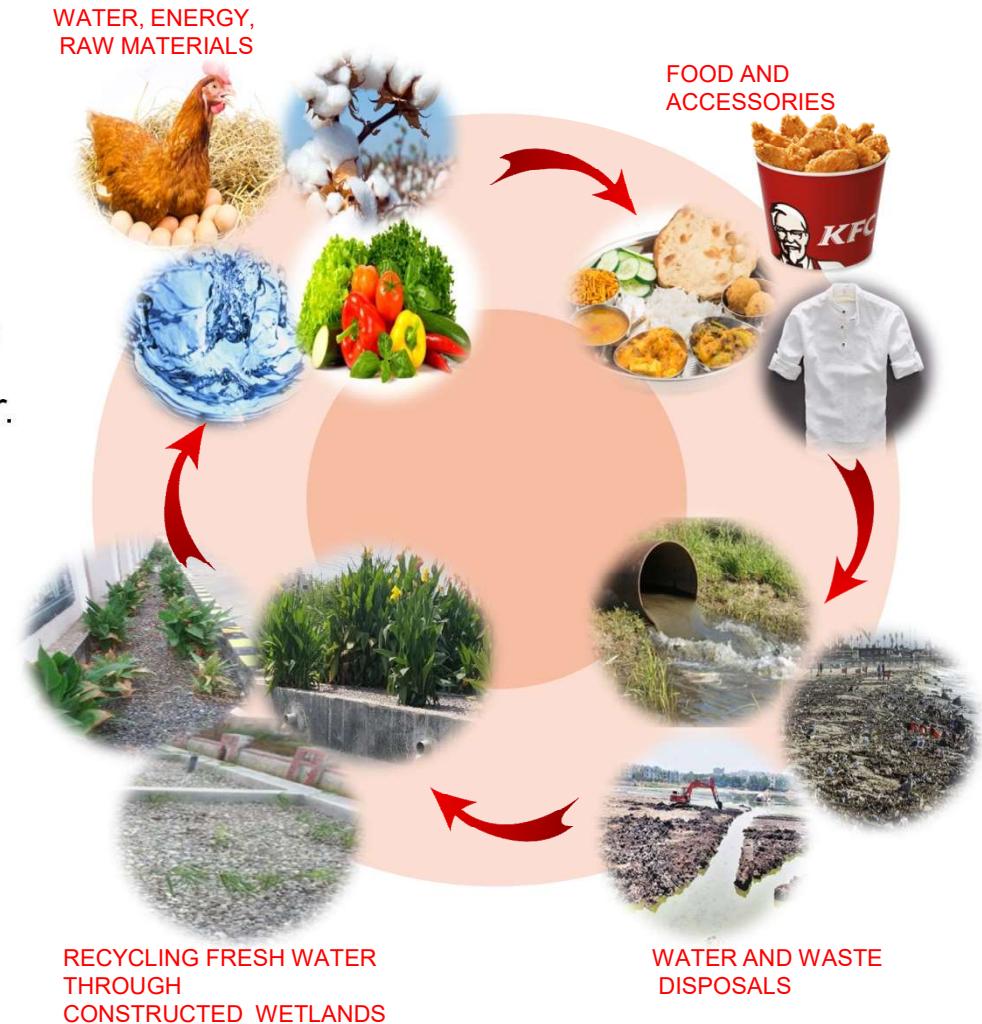 WATER, ENERGY,
RAW MATERIALS
FOOD AND
ACCESSORIES
KFC
r.
RECYCLING FRESH WATER
THROUGH
CONSTRUCTED WETLANDS
WATER AND WASTE
DISPOSALS